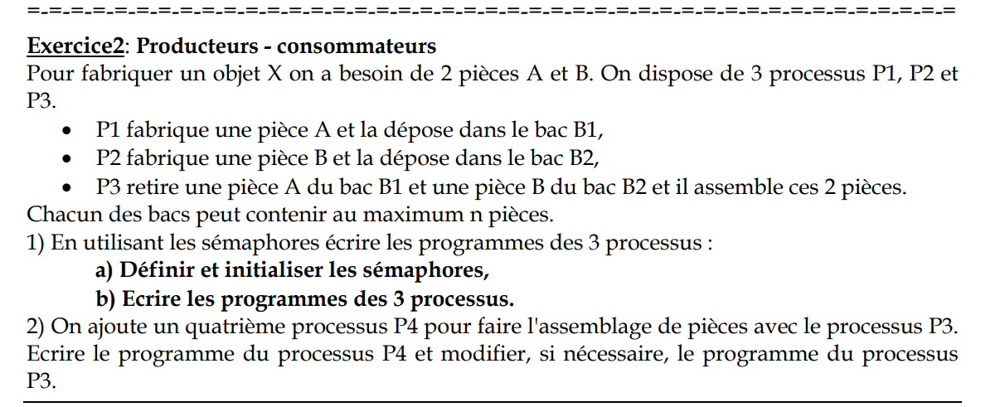 =-=-=-=-=-=-=-=-=-=-=-=-=-=-=-=-=-=-=-=-=-=-=-=-=-=-=-=-=-=-=-=-=-=-=-=-=-=-=-=-=-=-=
Exercice2: Producteurs - consommateurs
Pour fabriquer un objet X on a besoin de 2 pièces A et B. On dispose de 3 processus P1, P2 et
P3.
• P1 fabrique une pièce A et la dépose dans le bac B1,
• P2 fabrique une pièce B et la dépose dans le bac B2,
• P3 retire une pièce A du bac B1 et une pièce B du bac B2 et il assemble ces 2 pièces.
Chacun des bacs peut contenir au maximum n pièces.
1) En utilisant les sémaphores écrire les programmes des 3 processus :
a) Définir et initialiser les sémaphores,
b) Ecrire les programmes des 3 processus.
2) On ajoute un quatrième processus P4 pour faire l'assemblage de pièces avec le processus P3.
Ecrire le programme du processus P4 et modifier, si nécessaire, le programme du processus
P3.